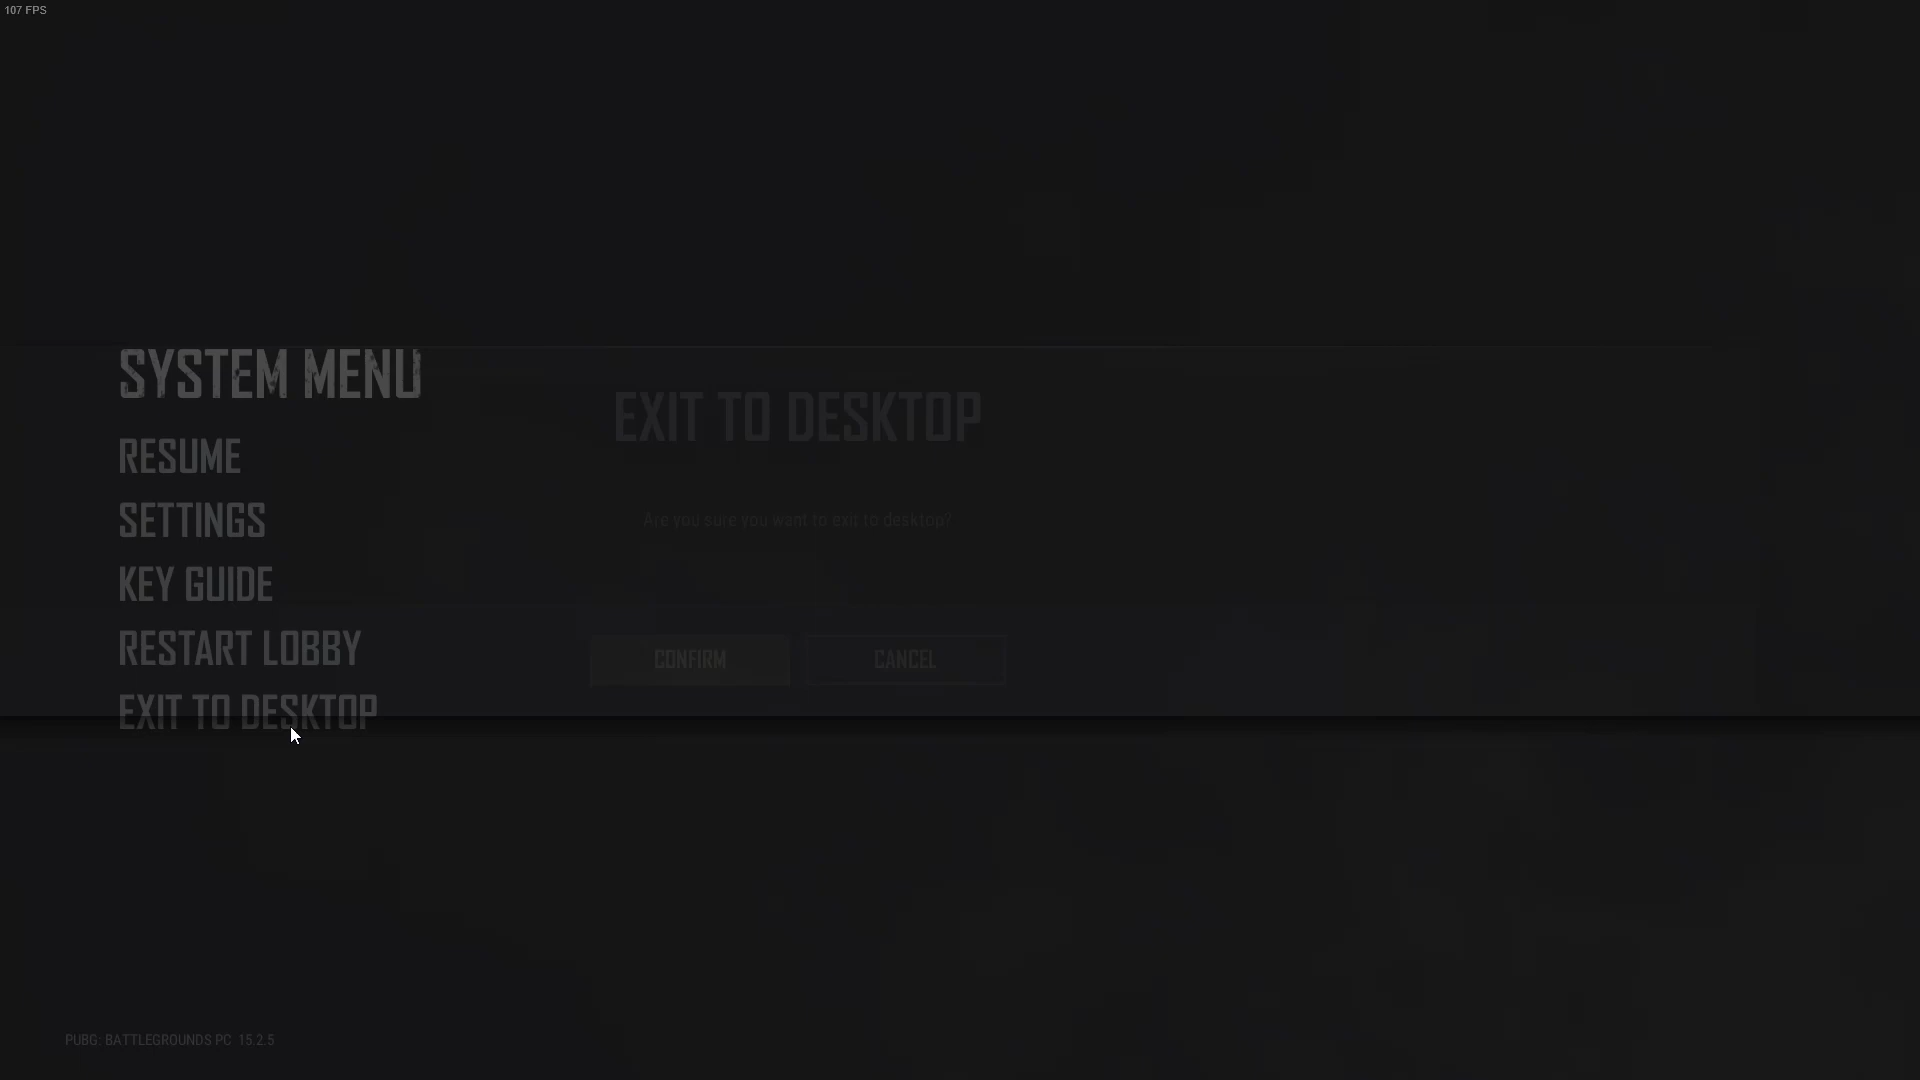 107 FPS
SYSTEM MENU
RESUME
SETTINGS
KEY GUIDE
RESTART LOBBY
EXIT TO DESKTOP
EXIT TO DESKTOP
Are you sure you want to exit to desktop?
CONFIRM
CANCEL
PUBG: BATTLEGROUNDS PC 15.2.5